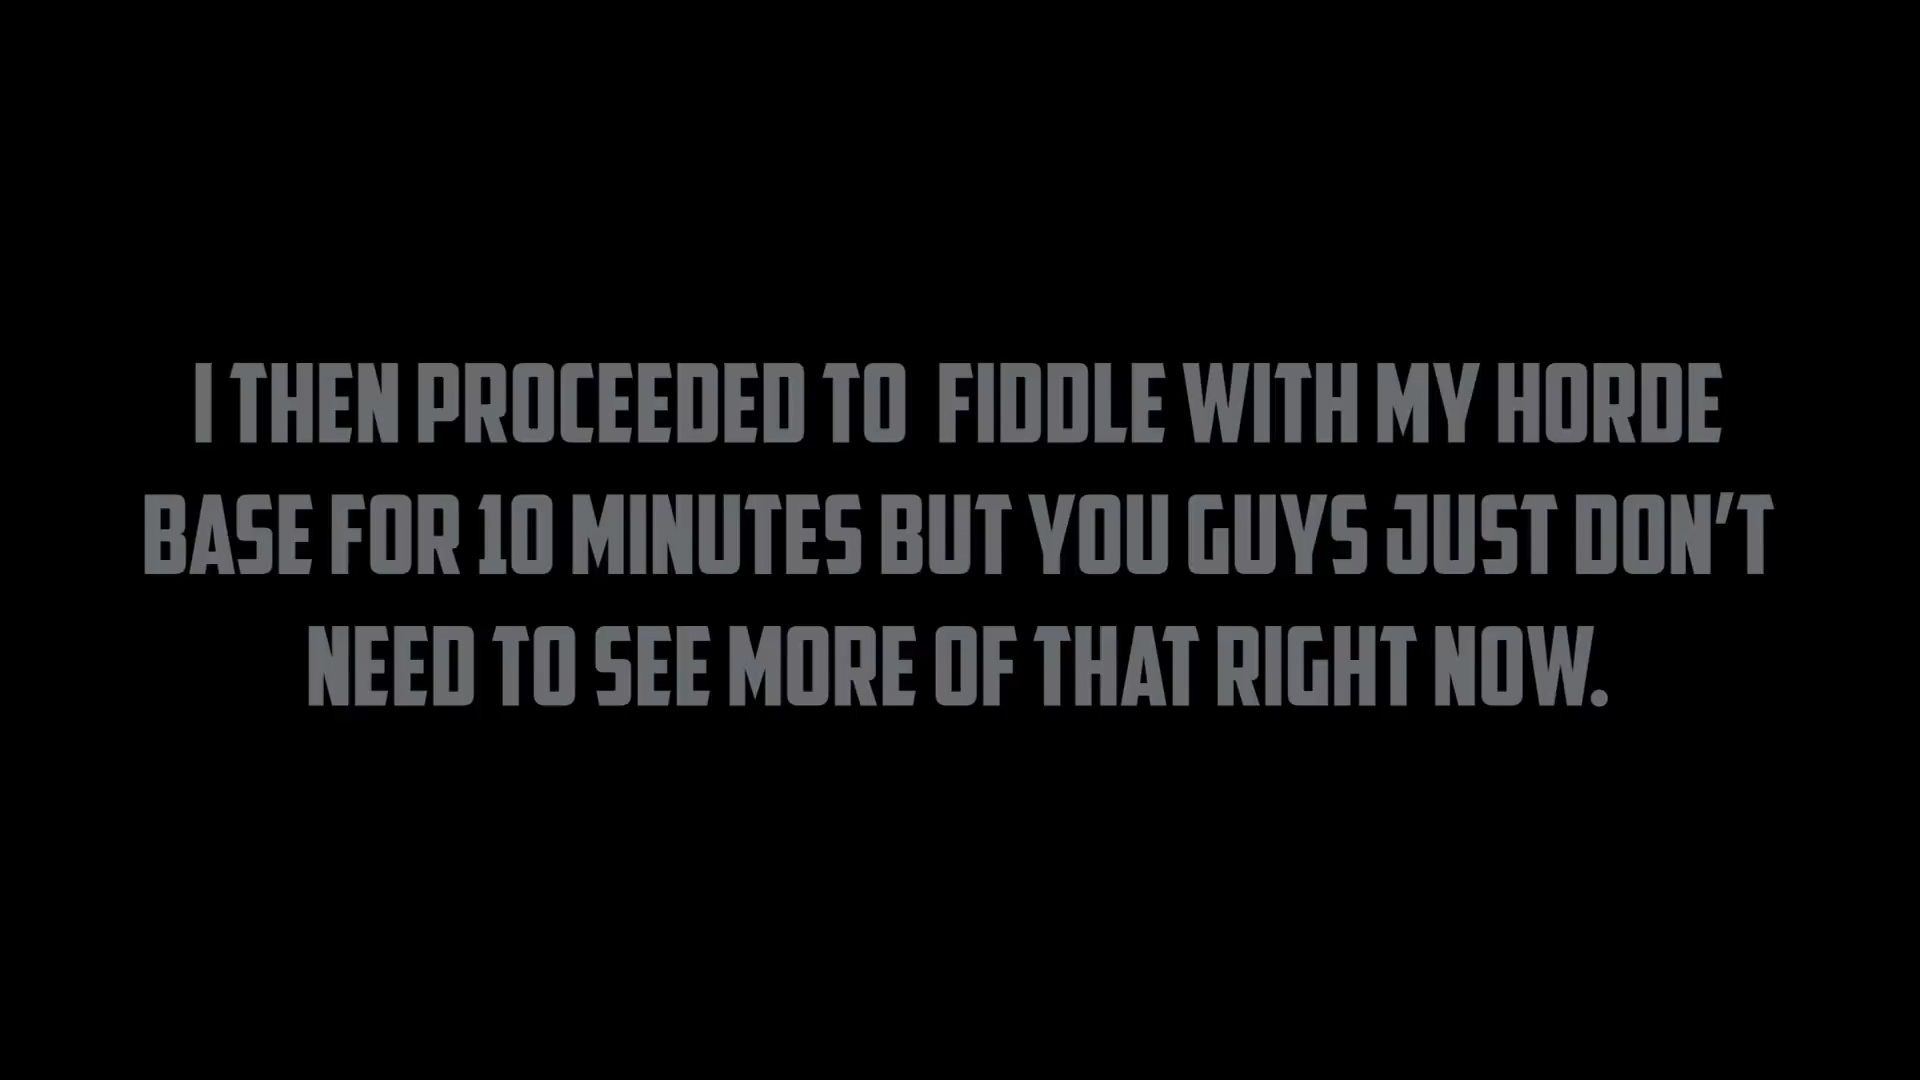 I THEN PROCEEDED TO FIDDLE WITH MY HORDE
BASE FOR 10 MINUTES BUT YOU GUYS JUST DON'T
NEED TO SEE MORE OF THAT RIGHT NOW.